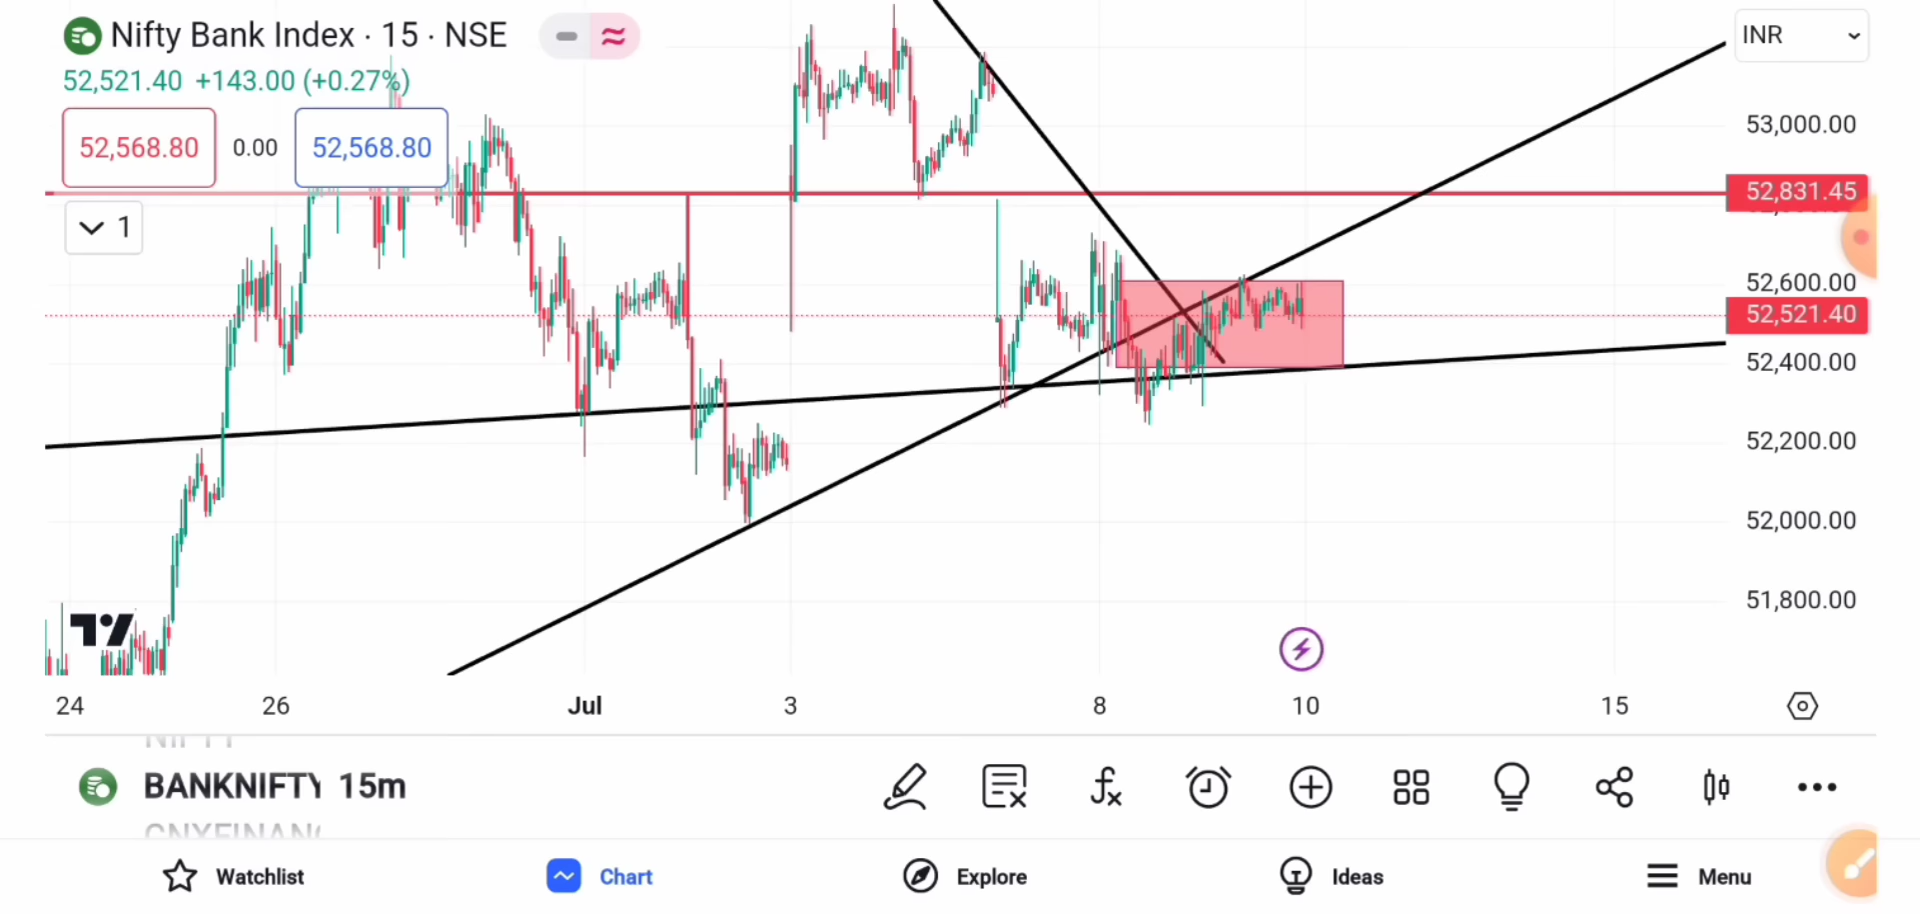 Nifty Bank Index · 15 · NSE
INR
52,521.40 +143.00 (+0.27%)
52,568.80 0.00 52,568.80
1
53,000.00
52,831.45
52,600.00
52,521.40
52,400.00
52,200.00
52,000.00
51,800.00
24 26 Jul 3 8 10 15
NIFTY
BANKNIFTY 15m
Watchlist Chart Explore Ideas Menu